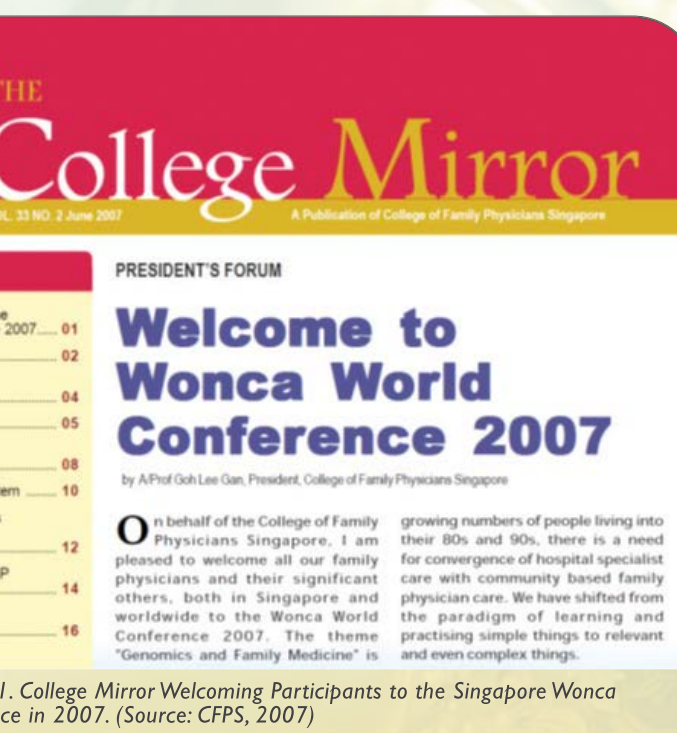 THE
College Mirror
VOL. 33 NO. 2 June 2007
A Publication of College of Family Physicians Singapore
2007..... 01
02
04
05
08
10
12
14
16
PRESIDENT'S FORUM
Welcome to
Wonca World
Conference 2007
by A/Prof Goh Lee Gan, President, College of Family Physicians Singapore
On behalf of the College of Family
Physicians Singapore, I am
pleased to welcome all our family
physicians and their significant
others, both in Singapore and
worldwide to the Wonca World
Conference 2007. The theme
"Genomics and Family Medicine" is
growing numbers of people living into
their 80s and 90s, there is a need
for convergence of hospital specialist
care with community based family
physician care. We have shifted from
the paradigm of learning and
practising simple things to relevant
and even complex things.
1. College Mirror Welcoming Participants to the Singapore Wonca
ce in 2007. (Source: CFPS, 2007)